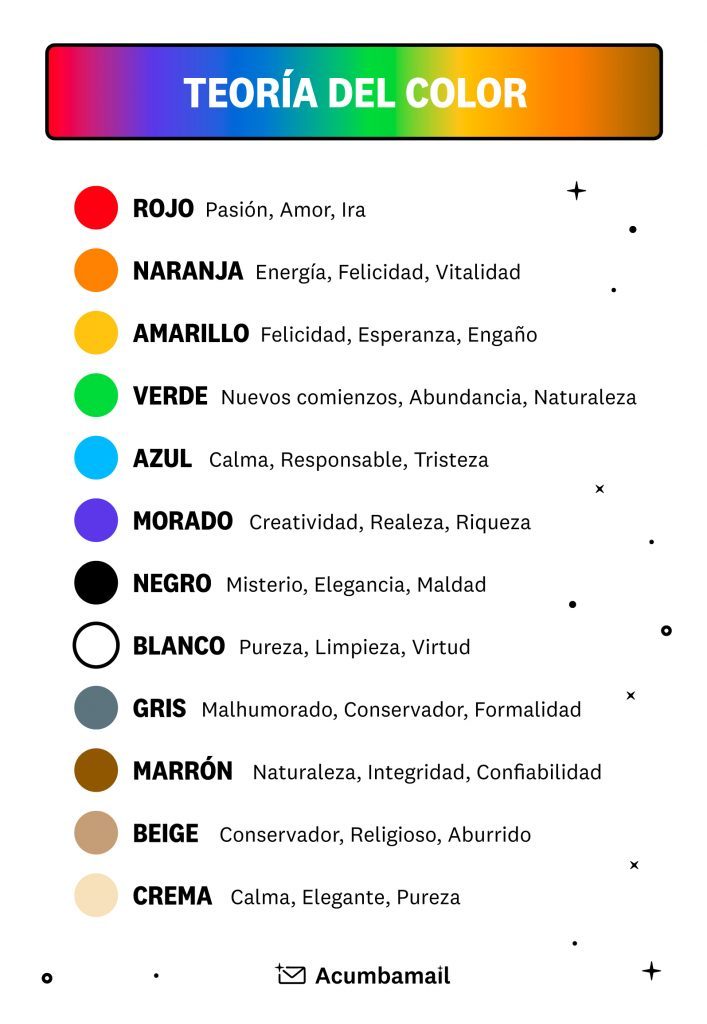 TEORÍA DEL COLOR
ROJO Pasión, Amor, Ira
NARANJA Energía, Felicidad, Vitalidad
AMARILLO Felicidad, Esperanza, Engaño
VERDE Nuevos comienzos, Abundancia, Naturaleza
AZUL Calma, Responsable, Tristeza
MORADO Creatividad, Realeza, Riqueza
NEGRO Misterio, Elegancia, Maldad
BLANCO Pureza, Limpieza, Virtud
GRIS Malhumorado, Conservador, Formalidad
MARRÓN Naturaleza, Integridad, Confiabilidad
BEIGE Conservador, Religioso, Aburrido
CREMA Calma, Elegante, Pureza
Acumbamail